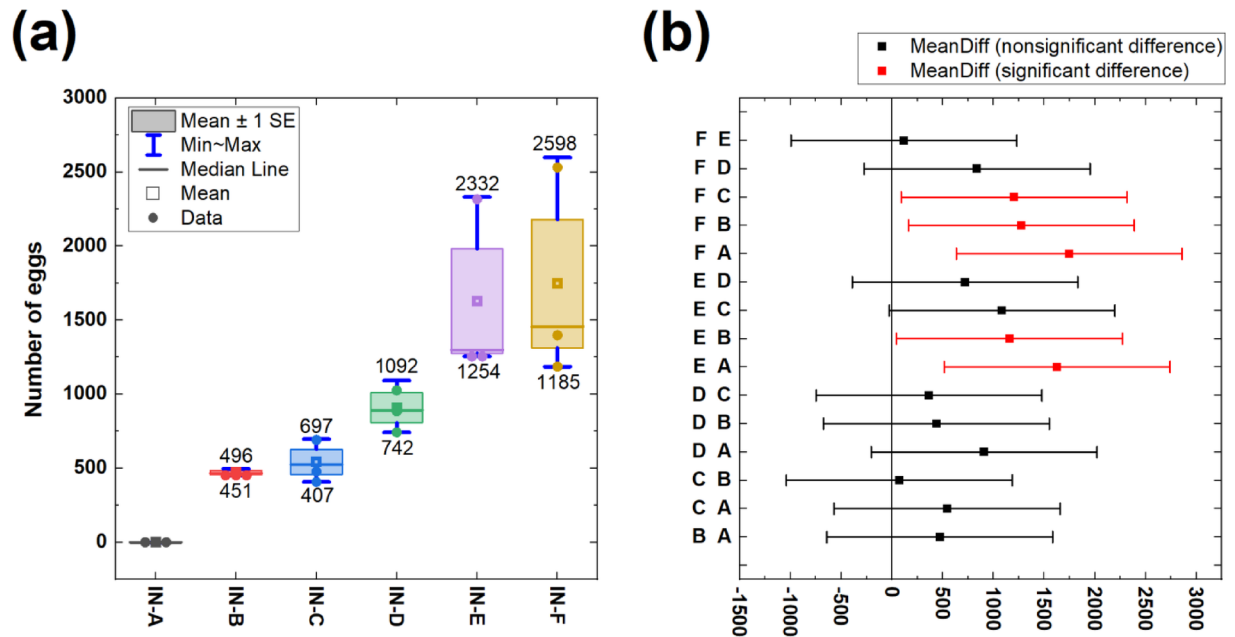 (a)
3000
2500
2000
1500
1000
500
0
Number of eggs
Mean ± 1 SE
Min~Max
Median Line
Mean
Data
496
451
697
407
1092
742
2332
1254
2598
1185
IN-A
IN-B
IN-C
IN-D
IN-E
IN-F
(b)
MeanDiff (nonsignificant difference)
MeanDiff (significant difference)
F E
F D
F C
F B
F A
E D
E C
E B
E A
D C
D B
D A
C B
C A
B A
-1500
-1000
-500
0
500
1000
1500
2000
2500
3000